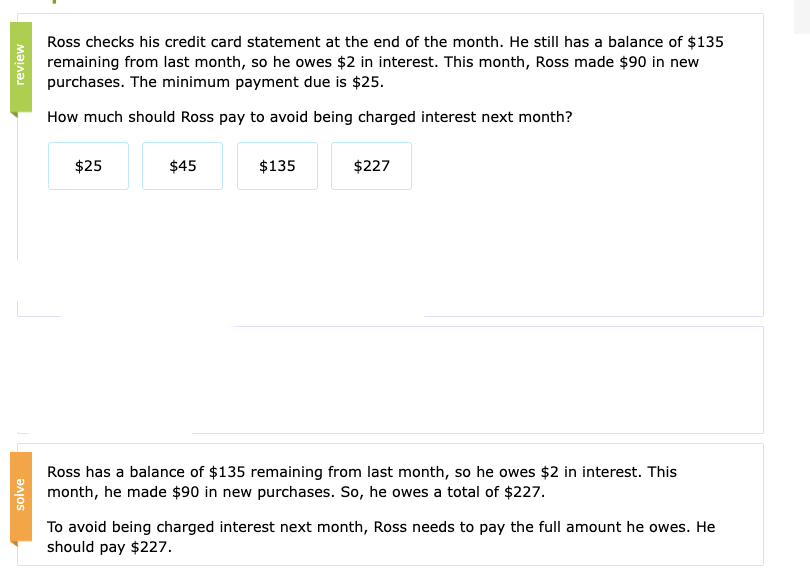 review
Ross checks his credit card statement at the end of the month. He still has a balance of $135
remaining from last month, so he owes $2 in interest. This month, Ross made $90 in new
purchases. The minimum payment due is $25.
How much should Ross pay to avoid being charged interest next month?
$25 $45 $135 $227
solve
Ross has a balance of $135 remaining from last month, so he owes $2 in interest. This
month, he made $90 in new purchases. So, he owes a total of $227.
To avoid being charged interest next month, Ross needs to pay the full amount he owes. He
should pay $227.